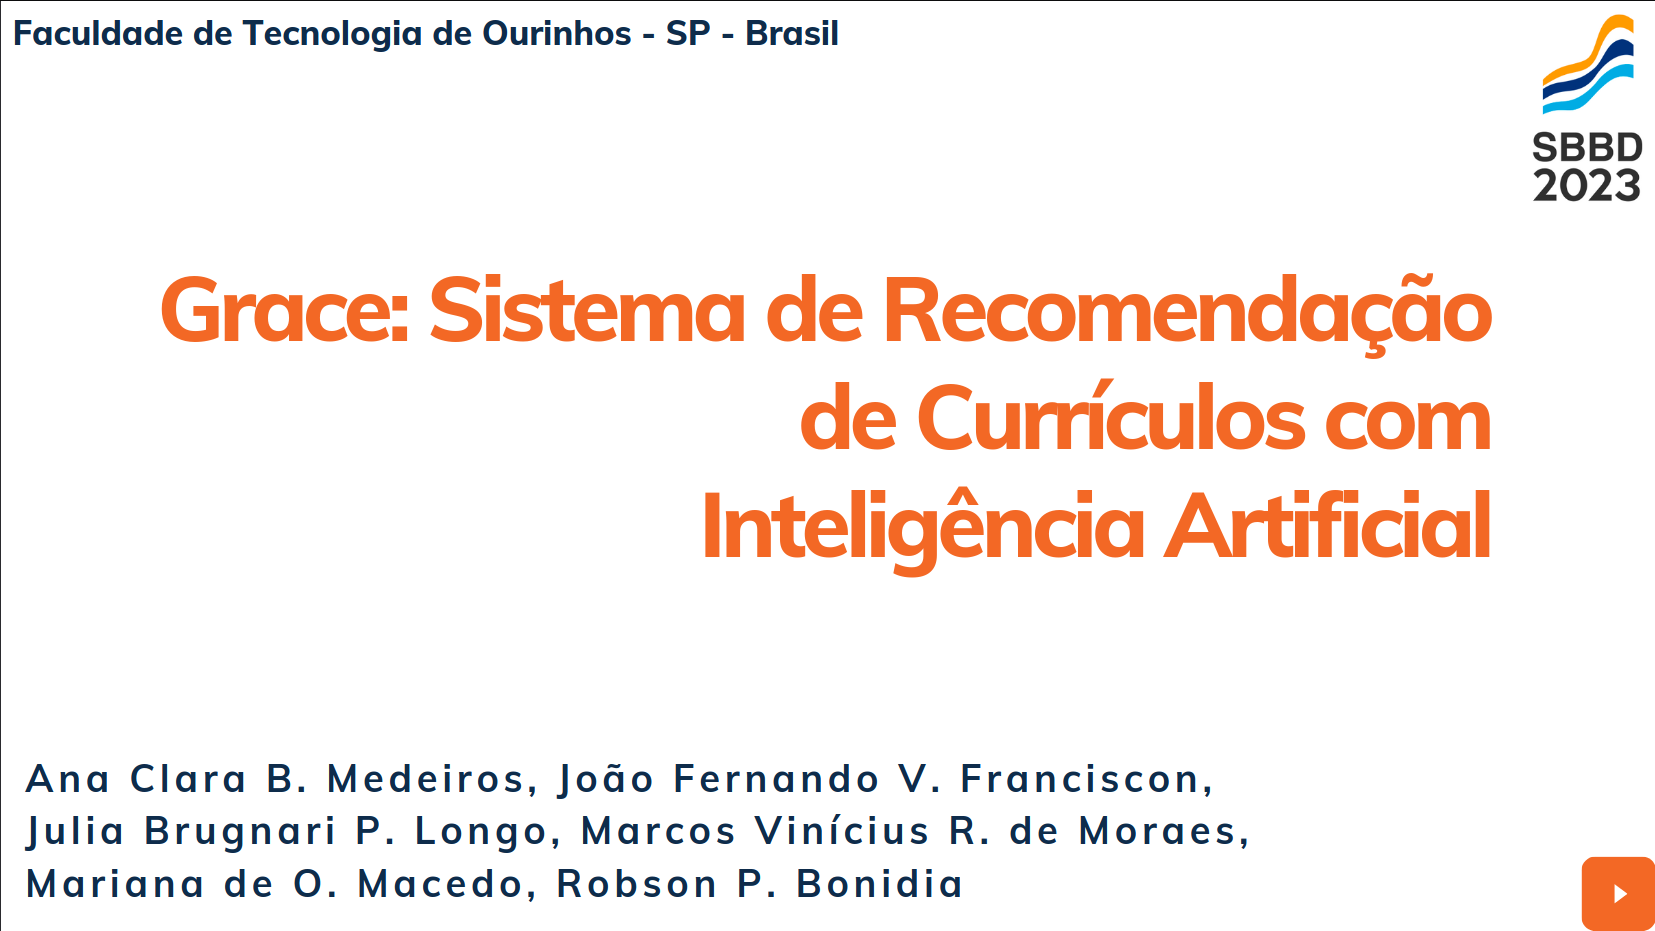 Faculdade de Tecnologia de Ourinhos - SP - Brasil
SBBD
2023
Grace: Sistema de Recomendação
de Currículos com
Inteligência Artificial
Ana Clara B. Medeiros, João Fernando V. Franciscon,
Julia Brugnari P. Longo, Marcos Vinícius R. de Moraes,
Mariana de O. Macedo, Robson P. Bonidia